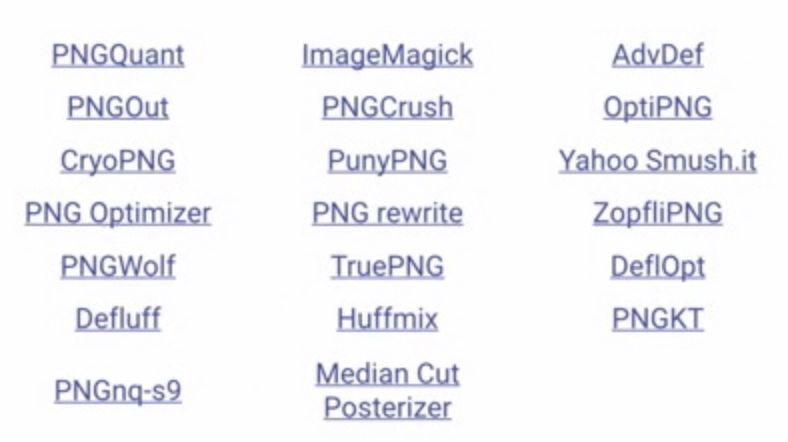 PNGQuant ImageMagick AdvDef
PNGOut PNGCrush OptiPNG
CryoPNG PunyPNG Yahoo Smush.it
PNG Optimizer PNG rewrite ZopfliPNG
PNGWolf TruePNG DeflOpt
Defluff Huffmix PNGKT
PNGnq-s9 Median Cut
Posterizer